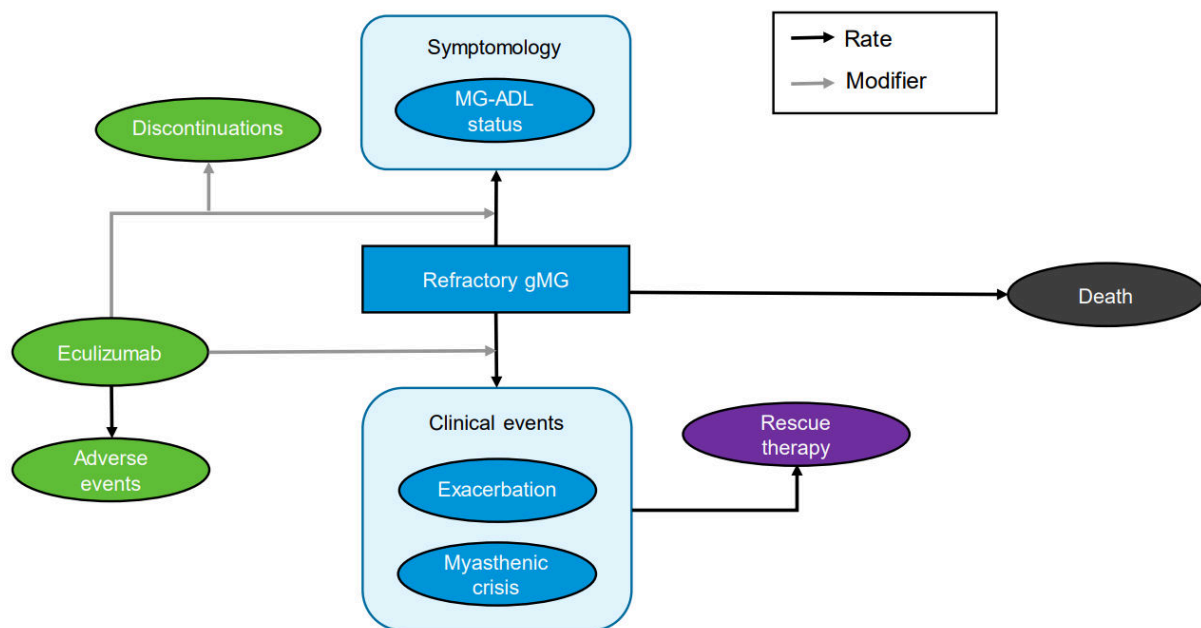 Symptomology
MG-ADL
status
Rate
Modifier
Discontinuations
Refractory gMG
Death
Eculizumab
Adverse
events
Clinical events
Exacerbation
Myasthenic
crisis
Rescue
therapy